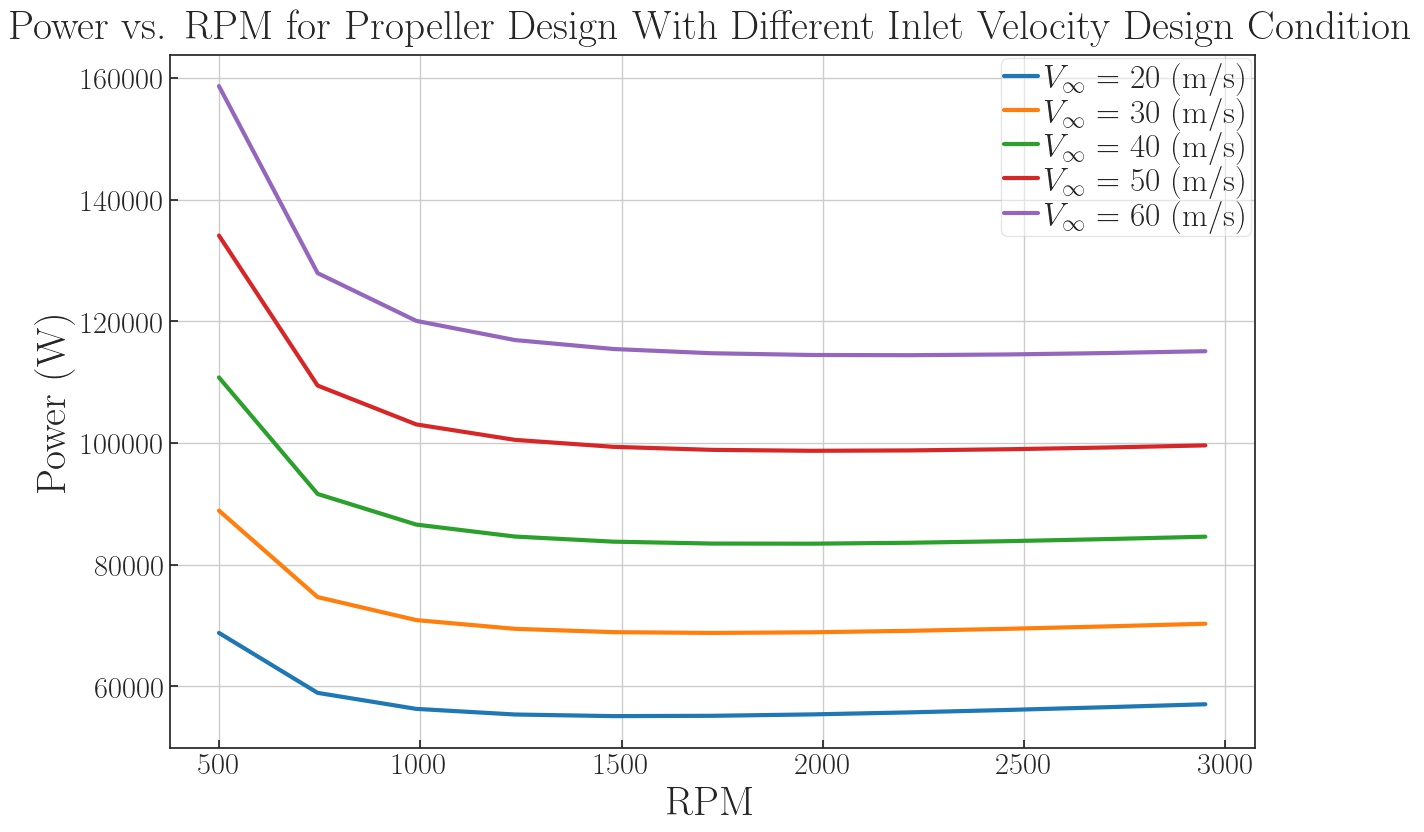 Power vs. RPM for Propeller Design With Different Inlet Velocity Design Condition
160000
140000
120000
100000
80000
60000
Power (W)
500 1000 1500 2000 2500 3000
RPM
V∞ = 20 (m/s)
V∞ = 30 (m/s)
V∞ = 40 (m/s)
V∞ = 50 (m/s)
V∞ = 60 (m/s)